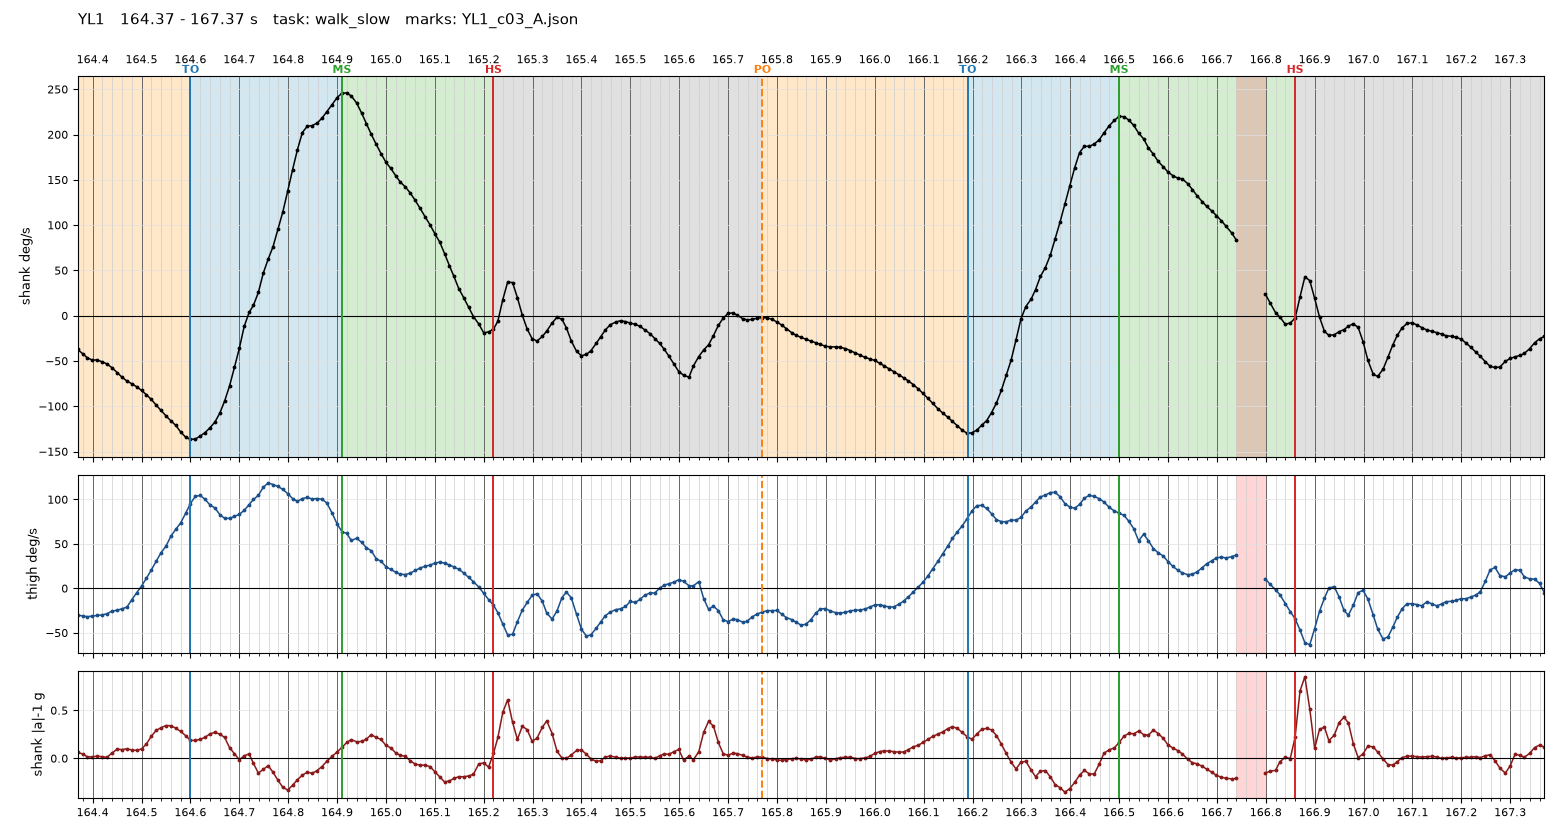 YL1   164.37 - 167.37 s   task: walk_slow   marks: YL1_c03_A.json
164.4 164.5 164.6 164.7 164.8 164.9 165.0 165.1 165.2 165.3 165.4 165.5 165.6 165.7 165.8 165.9 166.0 166.1 166.2 166.3 166.4 166.5 166.6 166.7 166.8 166.9 167.0 167.1 167.2 167.3
TO MS HS PO TO MS HS
250
200
150
100
50
0
−50
−100
−150
shank deg/s
100
50
0
−50
thigh deg/s
0.5
0.0
shank |a|-1 g
164.4 164.5 164.6 164.7 164.8 164.9 165.0 165.1 165.2 165.3 165.4 165.5 165.6 165.7 165.8 165.9 166.0 166.1 166.2 166.3 166.4 166.5 166.6 166.7 166.8 166.9 167.0 167.1 167.2 167.3